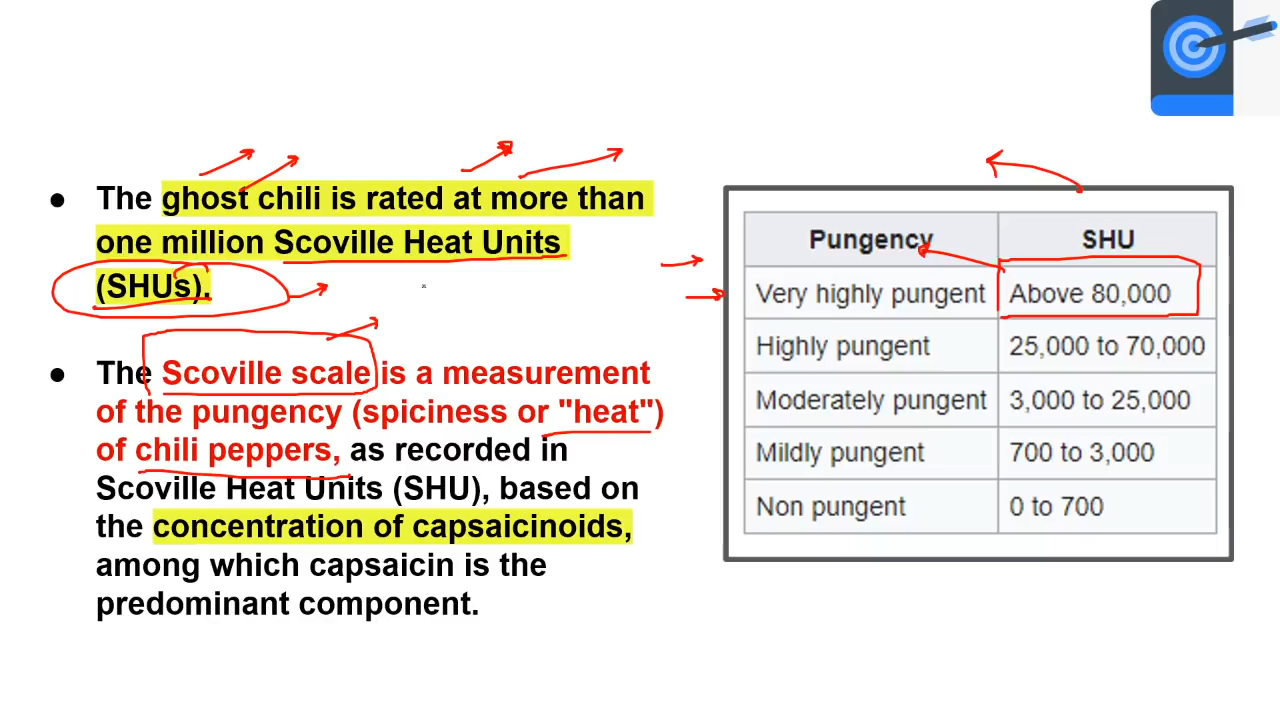 ● The ghost chili is rated at more than
one million Scoville Heat Units
(SHUs).
● The Scoville scale is a measurement
of the pungency (spiciness or "heat")
of chili peppers, as recorded in
Scoville Heat Units (SHU), based on
the concentration of capsaicinoids,
among which capsaicin is the
predominant component.
Pungency SHU
Very highly pungent Above 80,000
Highly pungent 25,000 to 70,000
Moderately pungent 3,000 to 25,000
Mildly pungent 700 to 3,000
Non pungent 0 to 700